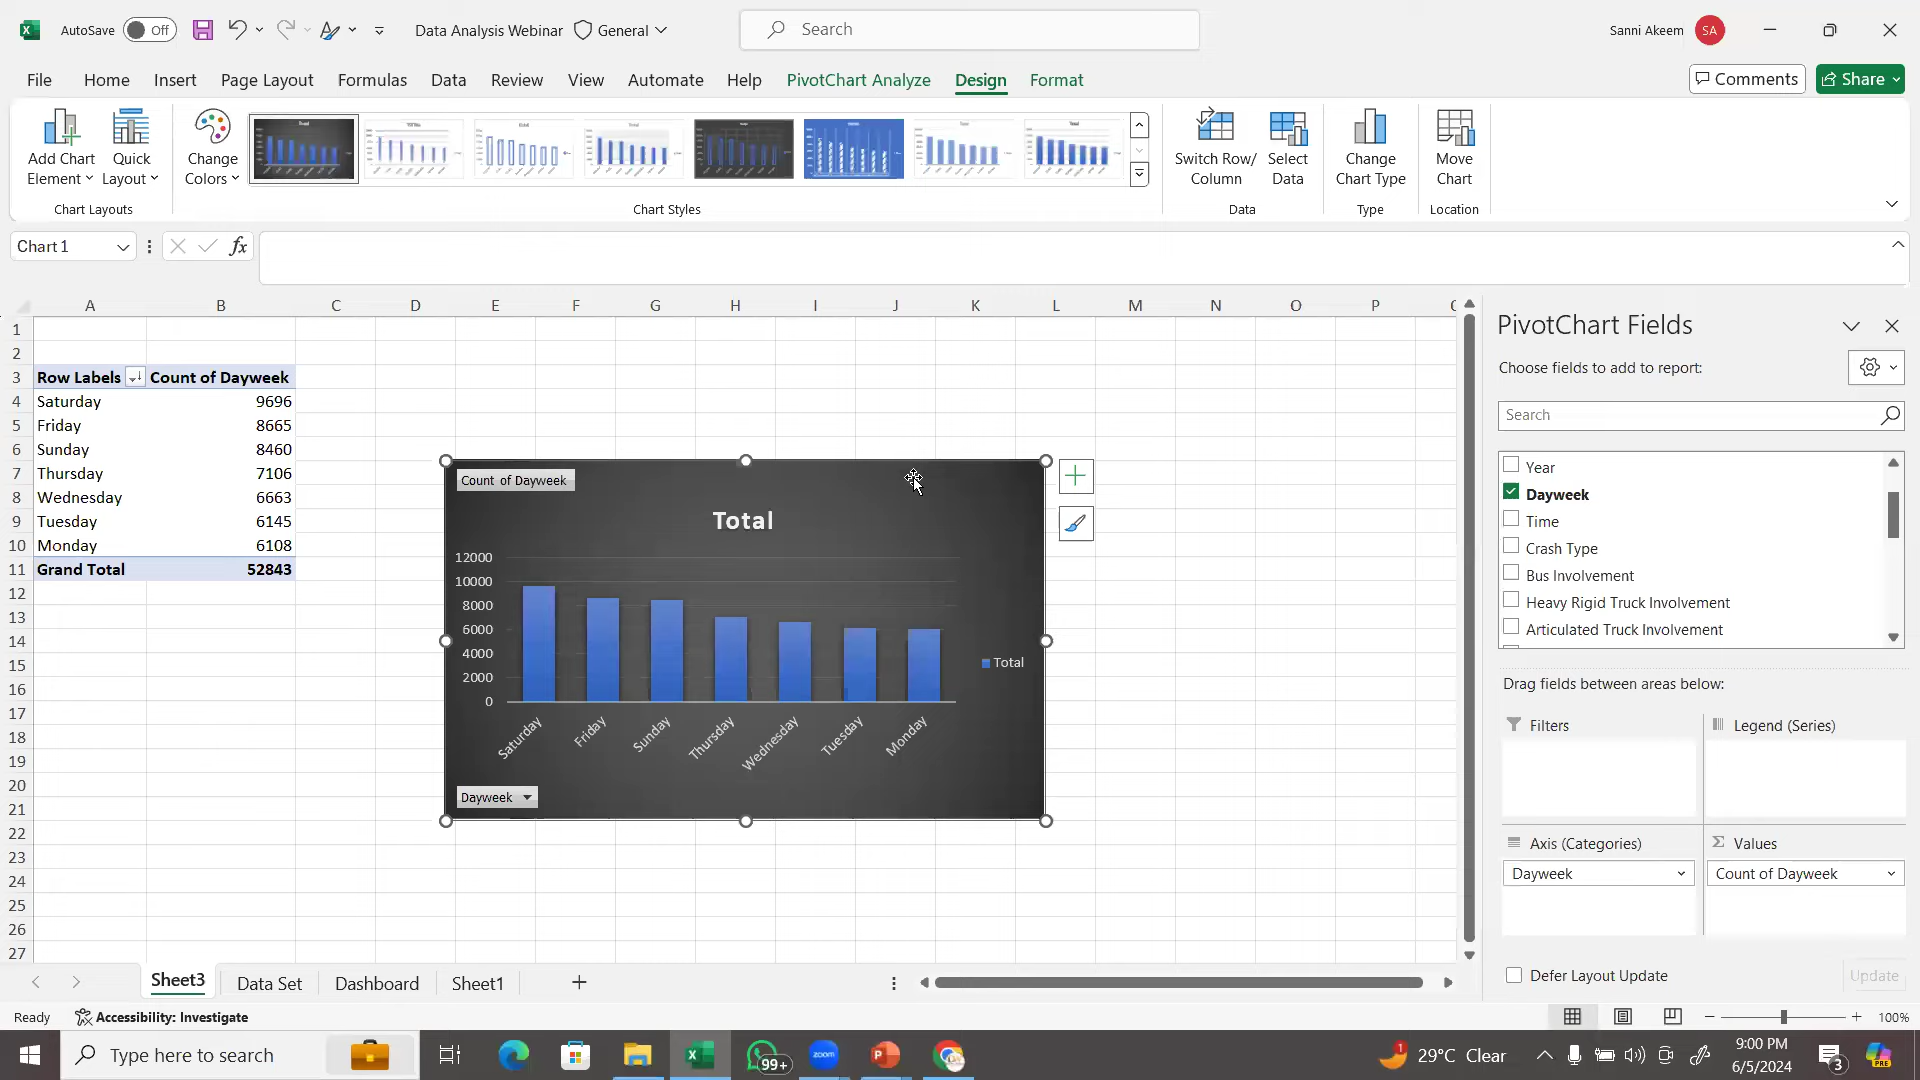 AutoSave Off Data Analysis Webinar General Search Sanni Akeem SA
File Home Insert Page Layout Formulas Data Review View Automate Help PivotChart Analyze Design Format Comments Share
Add Chart Element
Quick Layout
Change Colors
Switch Row/ Column
Select Data
Change Chart Type
Move Chart
Chart Layouts Chart Styles Data Type Location
Chart 1 fx
A B C D E F G H I J K L M N O P
1
2
3 Row Labels Count of Dayweek
4 Saturday 9696
5 Friday 8665
6 Sunday 8460
7 Thursday 7106
8 Wednesday 6663
9 Tuesday 6145
10 Monday 6108
11 Grand Total 52843
12
13
14
15
16
17
18
19
20
21
22
23
24
25
26
27
Count of Dayweek
Total
12000
10000
8000
6000
4000
2000
0
Saturday Friday Sunday Thursday Wednesday Tuesday Monday
Total
Dayweek
PivotChart Fields
Choose fields to add to report:
Search
Year
Dayweek
Time
Crash Type
Bus Involvement
Heavy Rigid Truck Involvement
Articulated Truck Involvement
Drag fields between areas below:
Filters Legend (Series)
Axis (Categories) Σ Values
Dayweek Count of Dayweek
Defer Layout Update Update
Sheet3 Data Set Dashboard Sheet1
Ready Accessibility: Investigate 100%
Type here to search 99+ zoom 1 29°C Clear 9:00 PM 3 PRE
6/5/2024